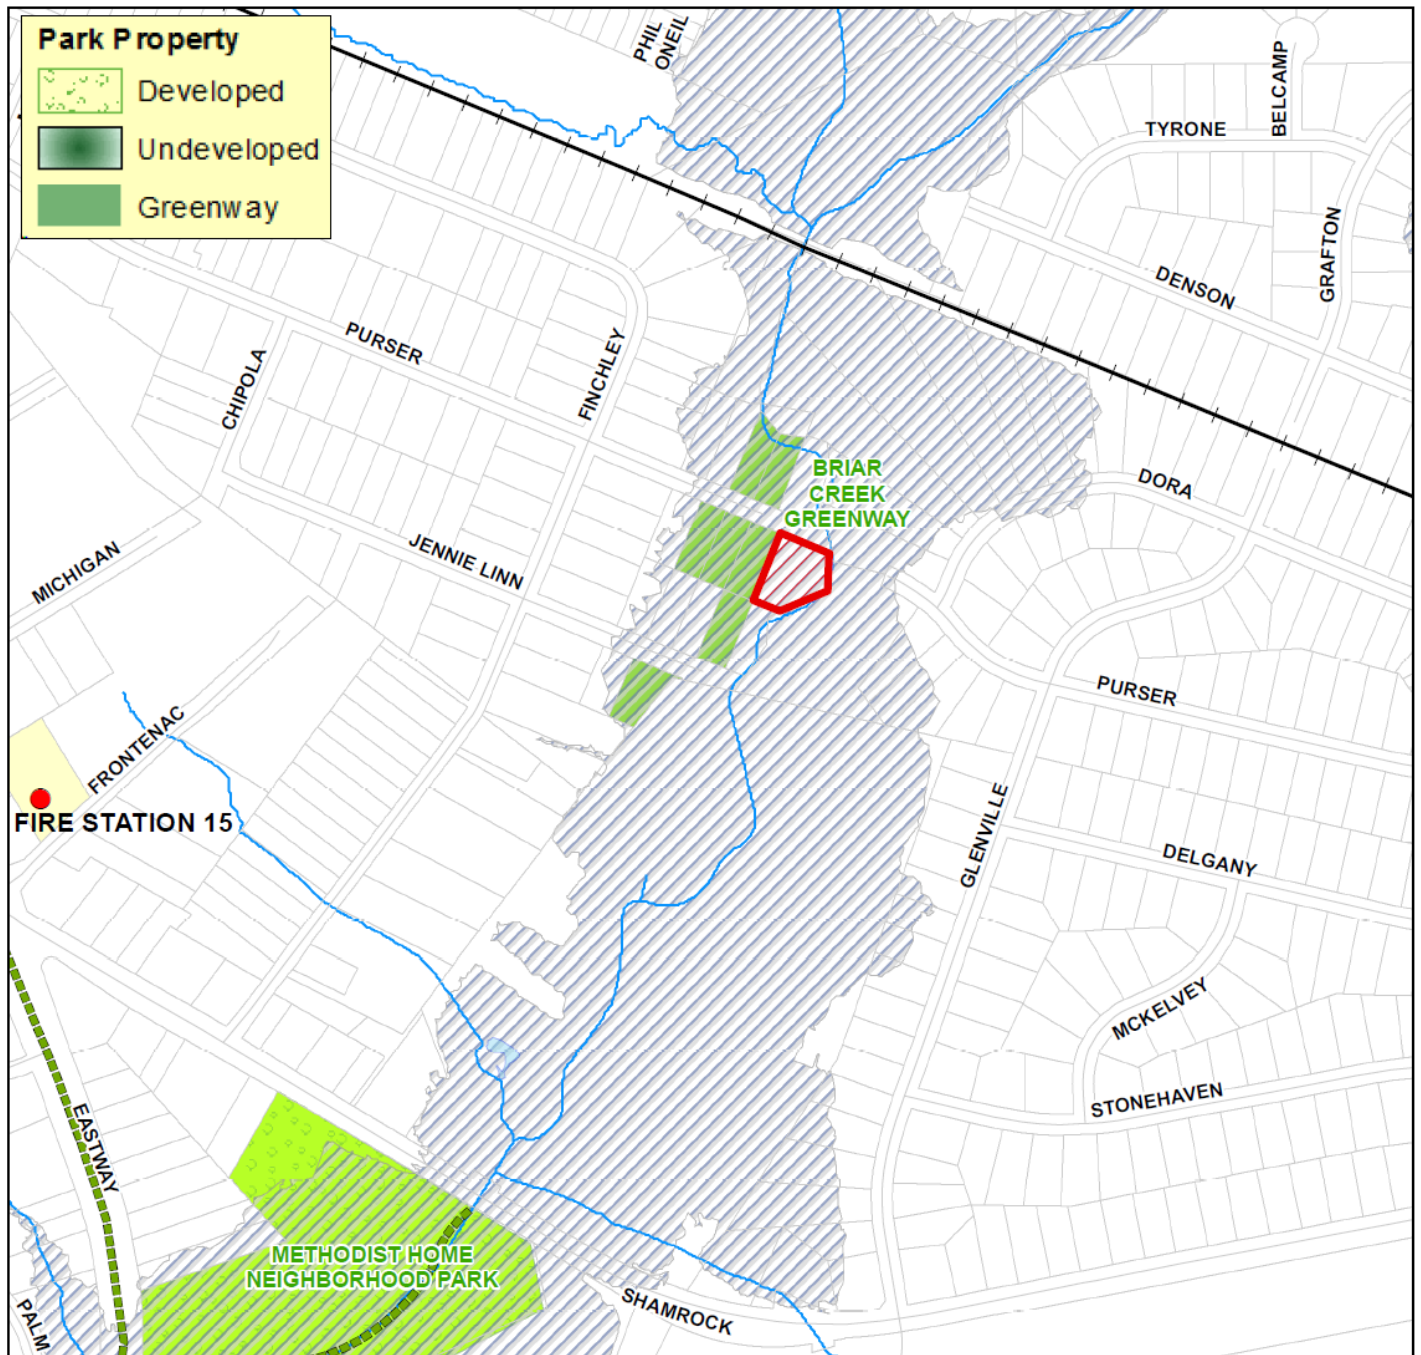 Park Property
Developed
Undeveloped
Greenway
PHIL
ONEIL
BELCAMP
TYRONE
GRAFTON
DENSON
PURSER
FINCHLEY
CHIPOLA
BRIAR
CREEK
GREENWAY
DORA
JENNIE LINN
MICHIGAN
PURSER
FRONTENAC
FIRE STATION 15
GLENVILLE
DELGANY
MCKELVEY
STONEHAVEN
EASTWAY
METHODIST HOME
NEIGHBORHOOD PARK
SHAMROCK
PALM